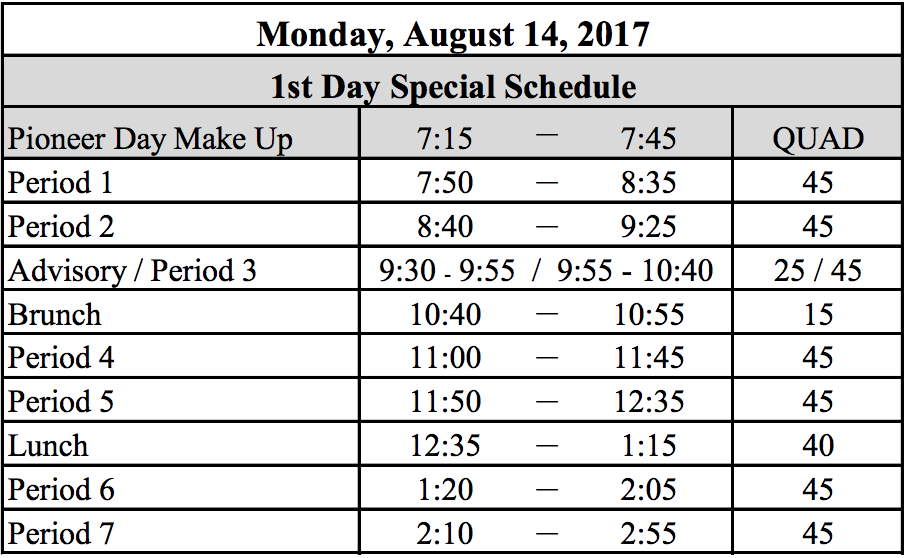 Monday, August 14, 2017
1st Day Special Schedule
Pioneer Day Make Up 7:15 — 7:45 QUAD
Period 1 7:50 — 8:35 45
Period 2 8:40 — 9:25 45
Advisory / Period 3 9:30 - 9:55 / 9:55 - 10:40 25 / 45
Brunch 10:40 — 10:55 15
Period 4 11:00 — 11:45 45
Period 5 11:50 — 12:35 45
Lunch 12:35 — 1:15 40
Period 6 1:20 — 2:05 45
Period 7 2:10 — 2:55 45